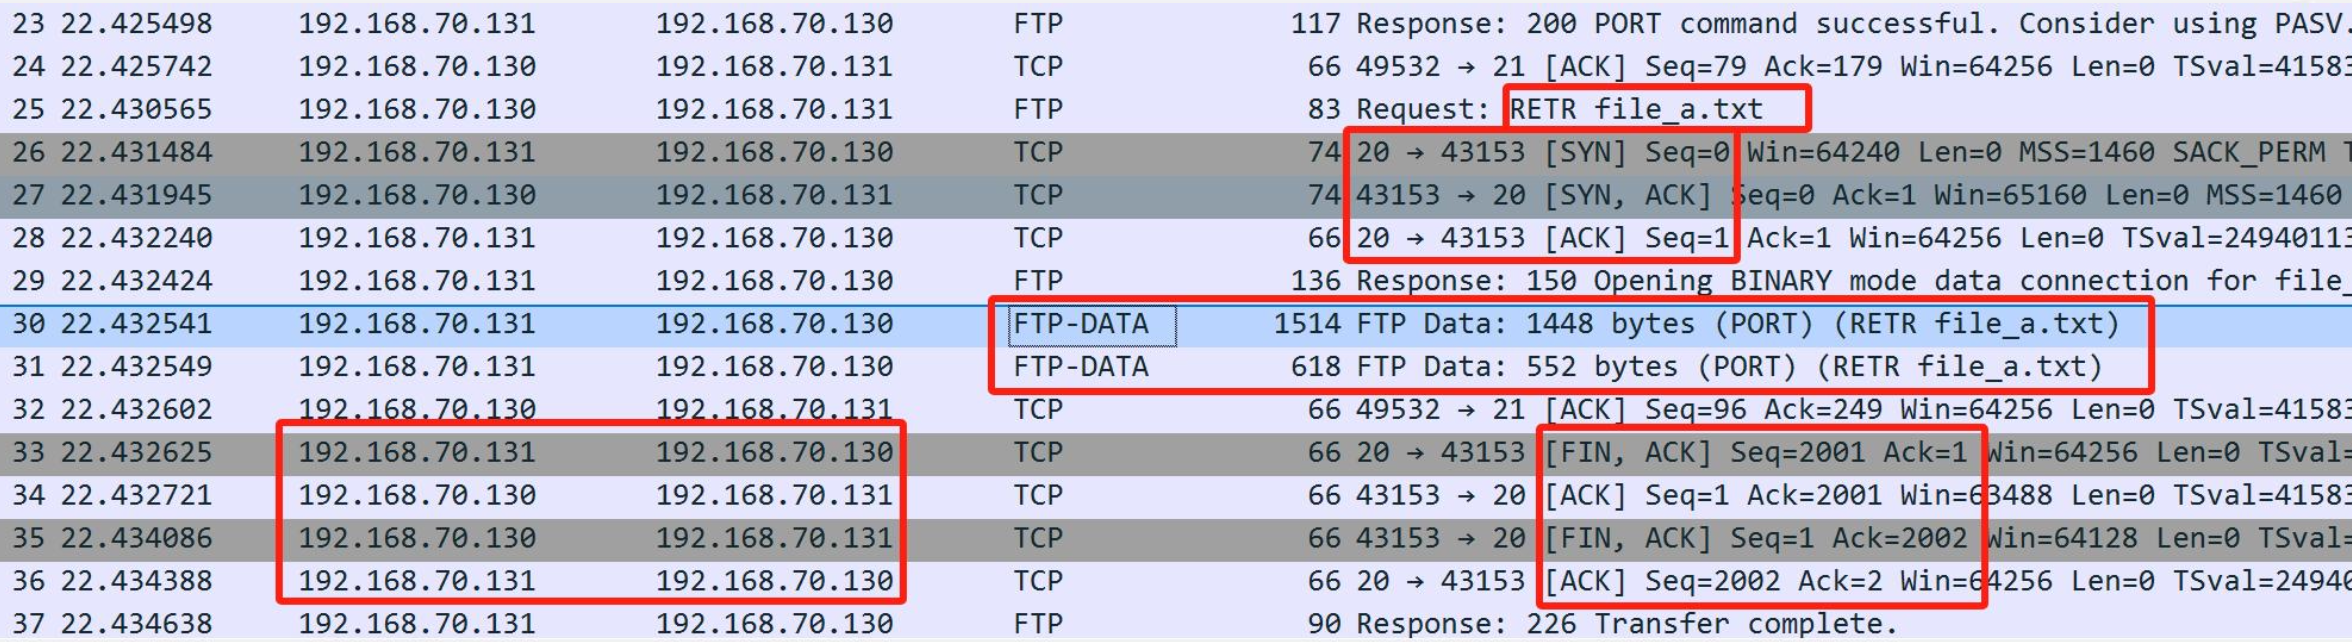 23 22.425498 192.168.70.131 192.168.70.130 FTP 117 Response: 200 PORT command successful. Consider using PASV.
24 22.425742 192.168.70.130 192.168.70.131 TCP 66 49532 → 21 [ACK] Seq=79 Ack=179 Win=64256 Len=0 TSval=41583
25 22.430565 192.168.70.130 192.168.70.131 FTP 83 Request: RETR file_a.txt
26 22.431484 192.168.70.131 192.168.70.130 TCP 74 20 → 43153 [SYN] Seq=0 Win=64240 Len=0 MSS=1460 SACK_PERM
27 22.431945 192.168.70.130 192.168.70.131 TCP 74 43153 → 20 [SYN, ACK] Seq=0 Ack=1 Win=65160 Len=0 MSS=1460
28 22.432240 192.168.70.131 192.168.70.130 TCP 66 20 → 43153 [ACK] Seq=1 Ack=1 Win=64256 Len=0 TSval=2494011
29 22.432424 192.168.70.131 192.168.70.130 FTP 136 Response: 150 Opening BINARY mode data connection for file_
30 22.432541 192.168.70.131 192.168.70.130 FTP-DATA 1514 FTP Data: 1448 bytes (PORT) (RETR file_a.txt)
31 22.432549 192.168.70.131 192.168.70.130 FTP-DATA 618 FTP Data: 552 bytes (PORT) (RETR file_a.txt)
32 22.432602 192.168.70.130 192.168.70.131 TCP 66 49532 → 21 [ACK] Seq=96 Ack=249 Win=64256 Len=0 TSval=41583
33 22.432625 192.168.70.131 192.168.70.130 TCP 66 20 → 43153 [FIN, ACK] Seq=2001 Ack=1 Win=64256 Len=0 TSval=
34 22.432721 192.168.70.130 192.168.70.131 TCP 66 43153 → 20 [ACK] Seq=1 Ack=2001 Win=63488 Len=0 TSval=41583
35 22.434086 192.168.70.130 192.168.70.131 TCP 66 43153 → 20 [FIN, ACK] Seq=1 Ack=2002 Win=64128 Len=0 TSval=
36 22.434388 192.168.70.131 192.168.70.130 TCP 66 20 → 43153 [ACK] Seq=2002 Ack=2 Win=64256 Len=0 TSval=2494
37 22.434638 192.168.70.131 192.168.70.130 FTP 90 Response: 226 Transfer complete.